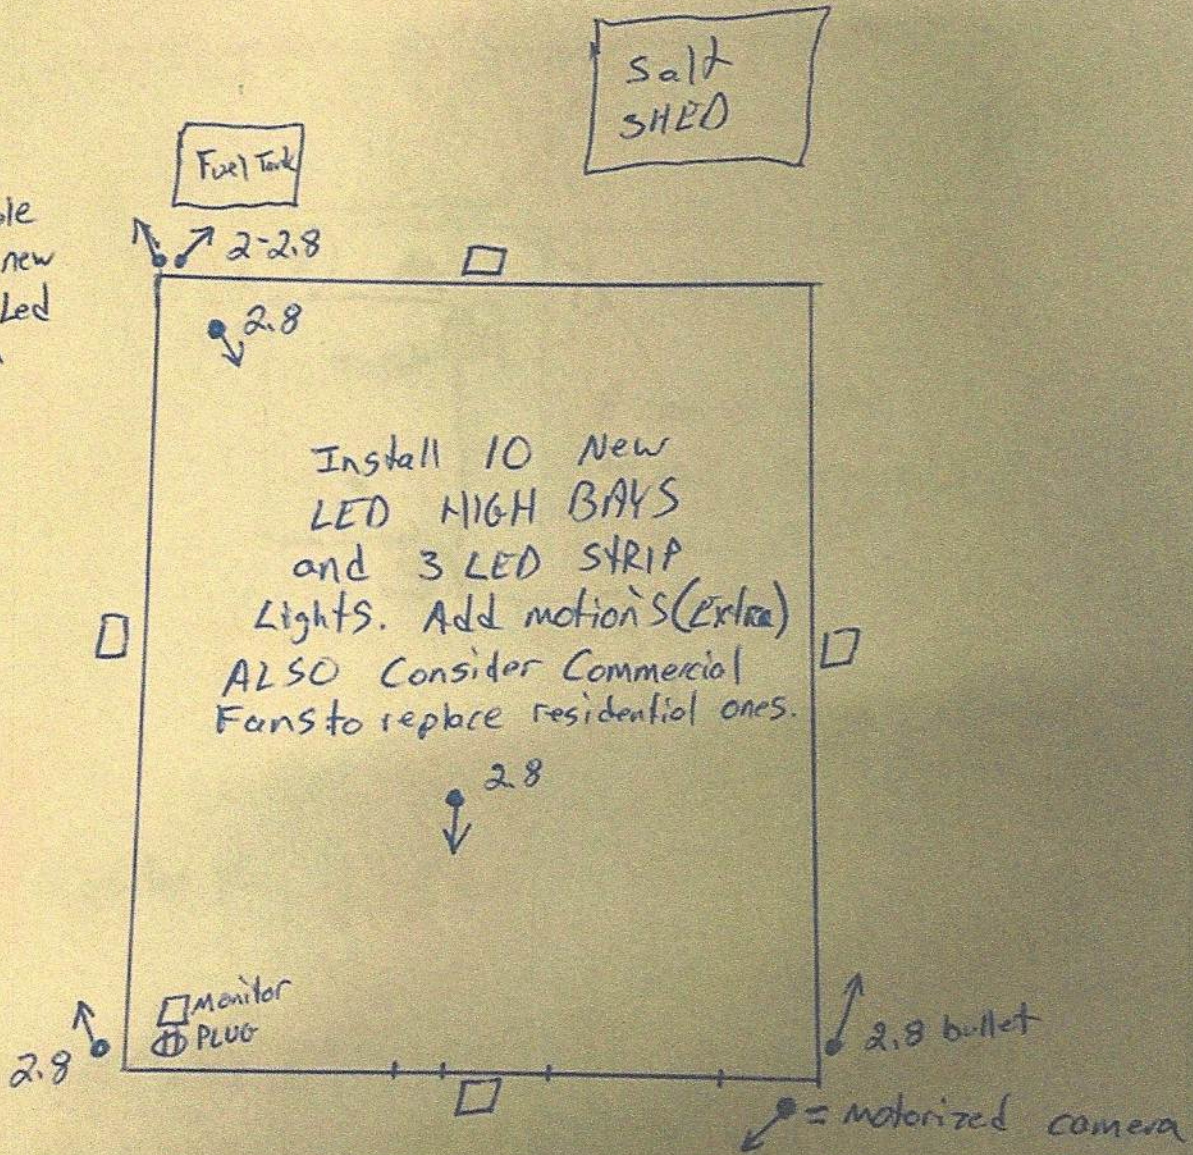 Salt
SHED
Fuel Tank
new
Led
2-2.8
2.8
Install 10 New
LED HIGH BAYS
and 3 LED STRIP
Lights. Add motion's (Extra)
ALSO Consider Commercial
Fans to replace residential ones.
2.8
Monitor
PLUG
2.8
2.8 bullet
= motorized camera